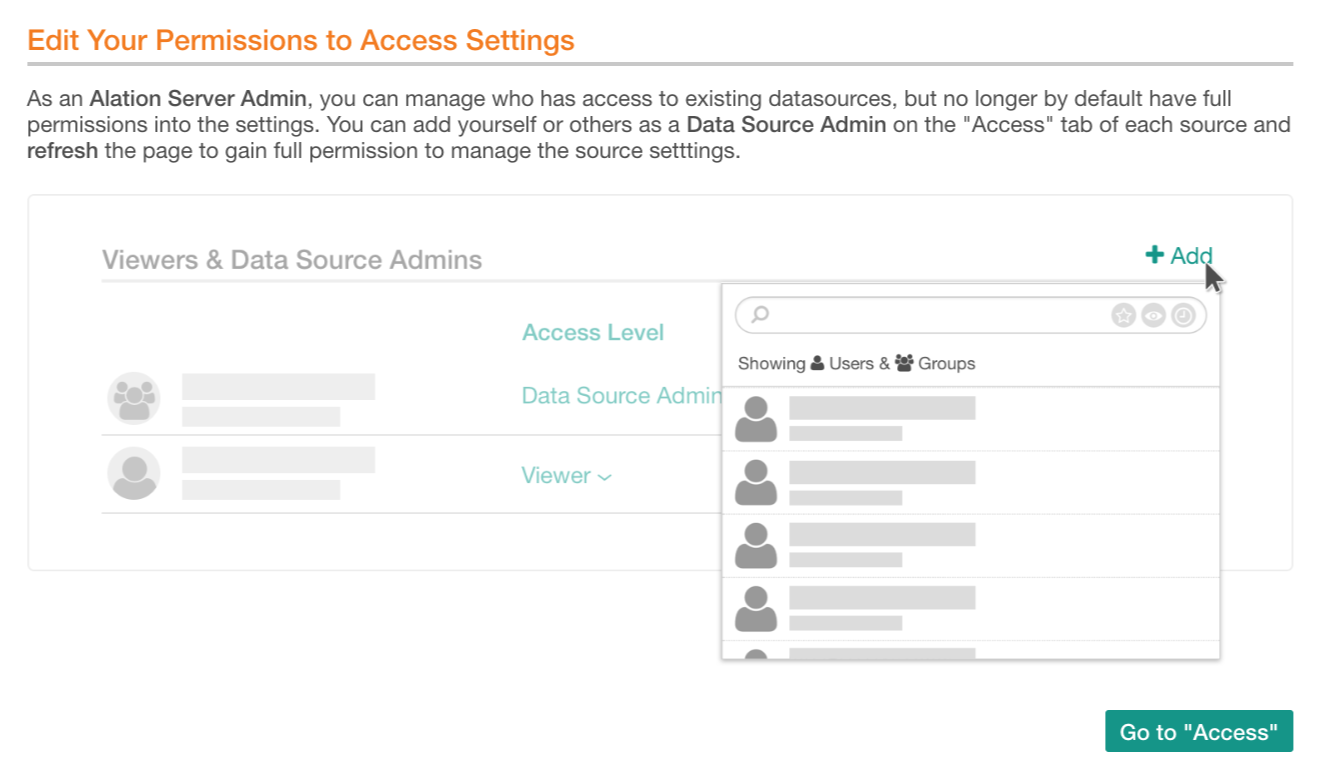 Edit Your Permissions to Access Settings
As an Alation Server Admin, you can manage who has access to existing datasources, but no longer by default have full
permissions into the settings. You can add yourself or others as a Data Source Admin on the "Access" tab of each source and
refresh the page to gain full permission to manage the source setttings.
Viewers & Data Source Admins
Add
Access Level
Showing Users & Groups
Data Source Admin
Viewer
Go to "Access"